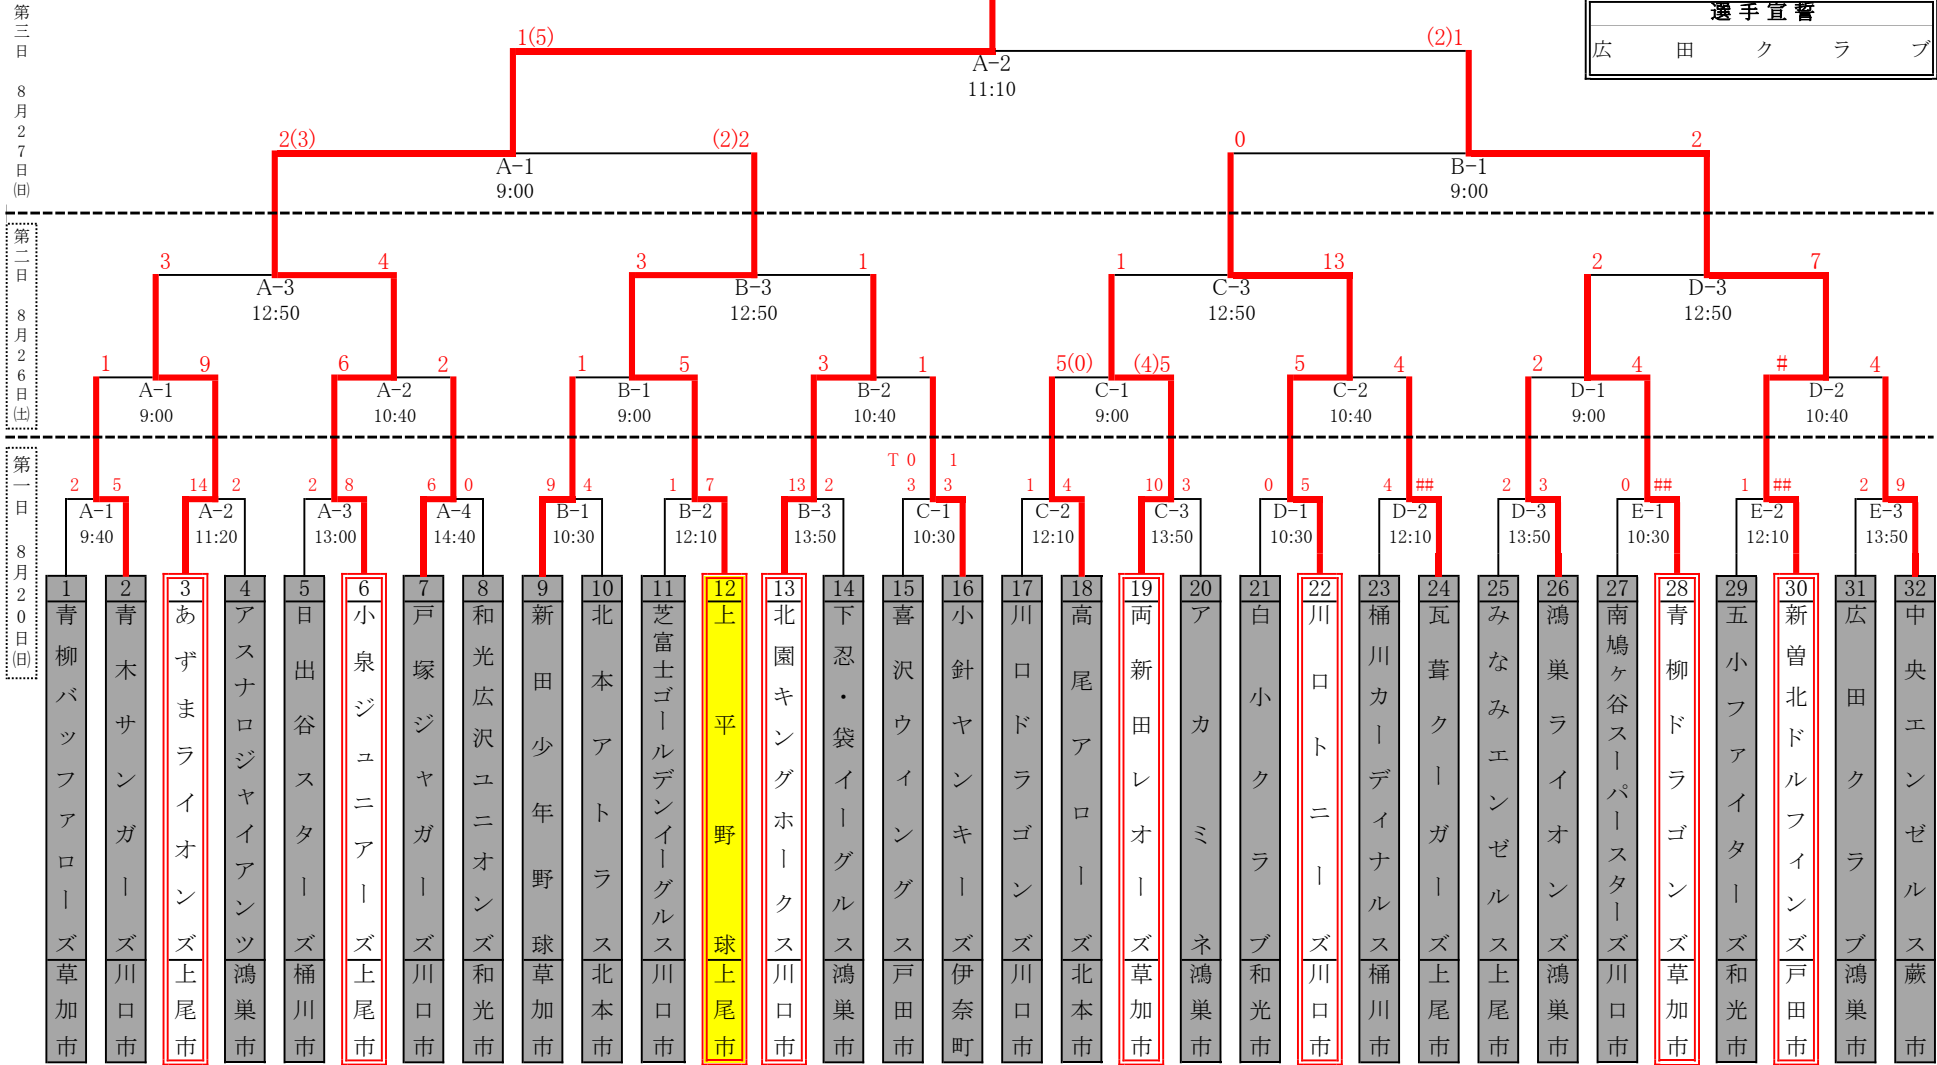 選手宣誓
広田クラブ
第三日 8月27日(日)
1(5) (2)1
A-2
11:10
2(3) (2)2 0 2
A-1 B-1
9:00 9:00
第二日 8月26日(土)
3 4 3 1 1 13 2 7
A-3 B-3 C-3 D-3
12:50 12:50 12:50 12:50
1 9 6 2 1 5 3 1 5(0) (4)5 5 4 2 4 # 4
A-1 A-2 B-1 B-2 C-1 C-2 D-1 D-2
9:00 10:40 9:00 10:40 9:00 10:40 9:00 10:40
第一日 8月20日(日)
T 0 1
2 5 14 2 2 8 6 0 9 4 1 7 13 2 3 3 1 4 10 3 0 5 4 ## 2 3 0 ## 1 ## 2 9
A-1 A-2 A-3 A-4 B-1 B-2 B-3 C-1 C-2 C-3 D-1 D-2 D-3 E-1 E-2 E-3
9:40 11:20 13:00 14:40 10:30 12:10 13:50 10:30 12:10 13:50 10:30 12:10 13:50 10:30 12:10 13:50
1 青柳バッファローズ 草加市
2 青木サンガーズ 川口市
3 あずまライオンズ 上尾市
4 アスナロジャイアンツ 鴻巣市
5 日出谷スターズ 桶川市
6 小泉ジュニアーズ 上尾市
7 戸塚ジャガーズ 川口市
8 和光広沢ユニオンズ 和光市
9 新田少年野球 草加市
10 北本アトラス 北本市
11 芝富士ゴールデンイーグルス 川口市
12 上平野球 上尾市
13 北園キングホークス 川口市
14 下忍・袋イーグルス 鴻巣市
15 喜沢ウィングス 戸田市
16 小針ヤンキーズ 伊奈町
17 川口ドラゴンズ 川口市
18 高尾アローズ 北本市
19 両新田レオーズ 草加市
20 アカミネ 鴻巣市
21 白小クラブ 和光市
22 川口トニーズ 川口市
23 桶川カーディナルス 桶川市
24 瓦葺クーガーズ 上尾市
25 みなみエンゼルス 上尾市
26 鴻巣ライオンズ 鴻巣市
27 南鳩ヶ谷スーパースターズ 川口市
28 青柳ドラゴンズ 草加市
29 五小ファイターズ 和光市
30 新曽北ドルフィンズ 戸田市
31 広田クラブ 鴻巣市
32 中央エンゼルス 蕨市